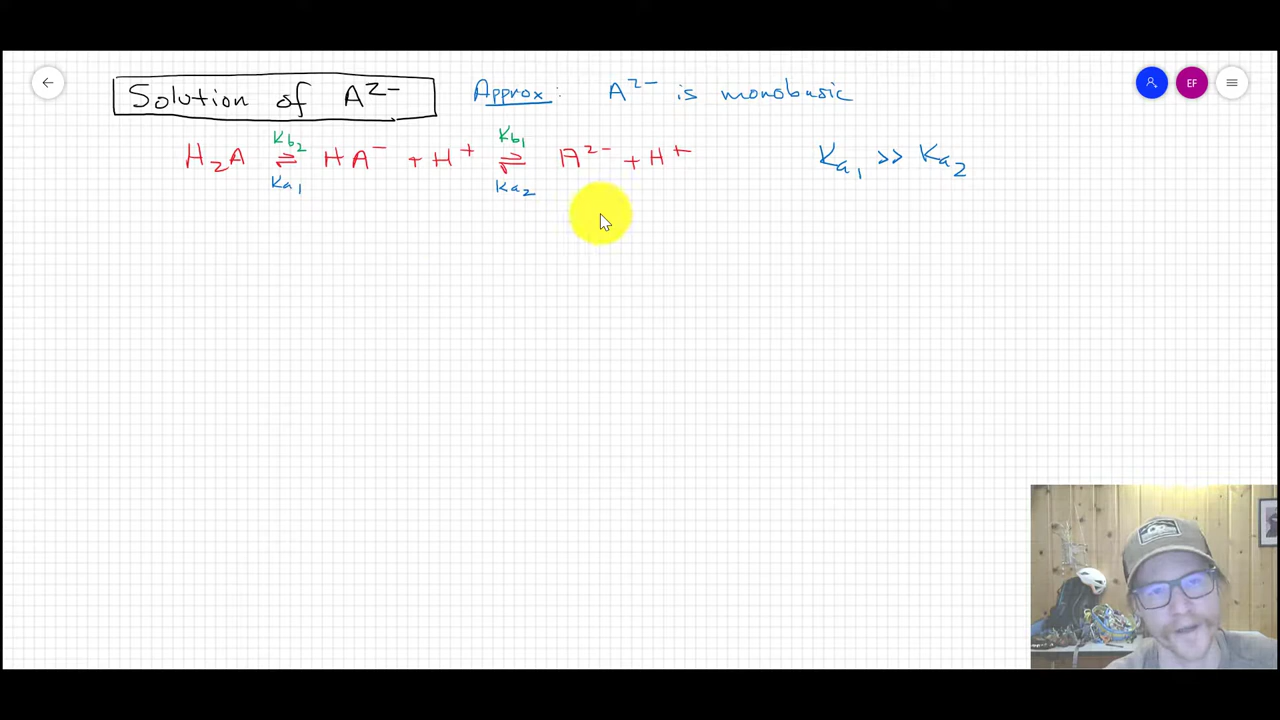 Solution of A²⁻ Approx: A²⁻ is monobasic
Kb₂ Kb₁
H₂A ⇌ HA⁻ + H⁺ ⇌ A²⁻ + H⁺ Ka₁ >> Ka₂
Ka₁ Ka₂
EF